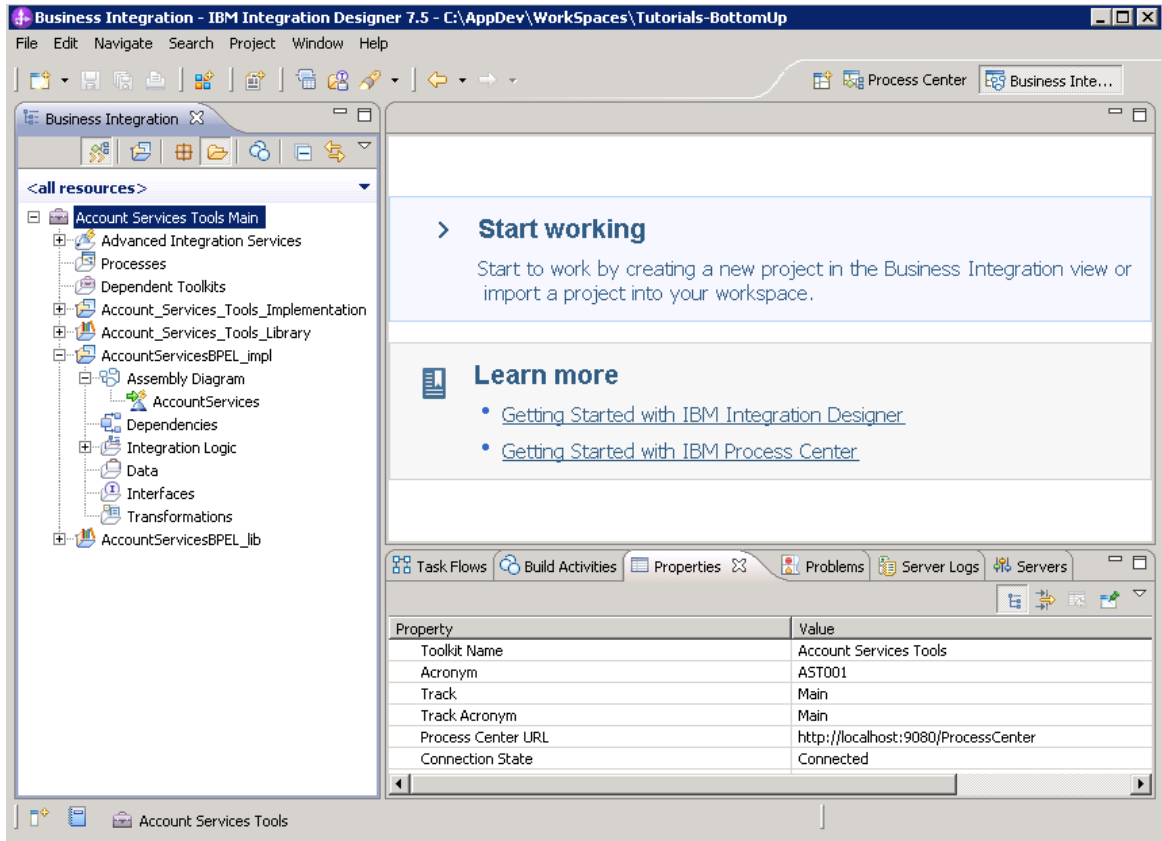 Business Integration - IBM Integration Designer 7.5 - C:\AppDev\WorkSpaces\Tutorials-BottomUp
File Edit Navigate Search Project Window Help
Process Center Business Inte...
Business Integration
<all resources>
Account Services Tools Main
Advanced Integration Services
Processes
Dependent Toolkits
Account_Services_Tools_Implementation
Account_Services_Tools_Library
AccountServicesBPEL_impl
Assembly Diagram
AccountServices
Dependencies
Integration Logic
Data
Interfaces
Transformations
AccountServicesBPEL_lib
Start working
Start to work by creating a new project in the Business Integration view or
import a project into your workspace.
Learn more
Getting Started with IBM Integration Designer
Getting Started with IBM Process Center
Task Flows Build Activities Properties Problems Server Logs Servers
Property Value
Toolkit Name Account Services Tools
Acronym AST001
Track Main
Track Acronym Main
Process Center URL http://localhost:9080/ProcessCenter
Connection State Connected
Account Services Tools